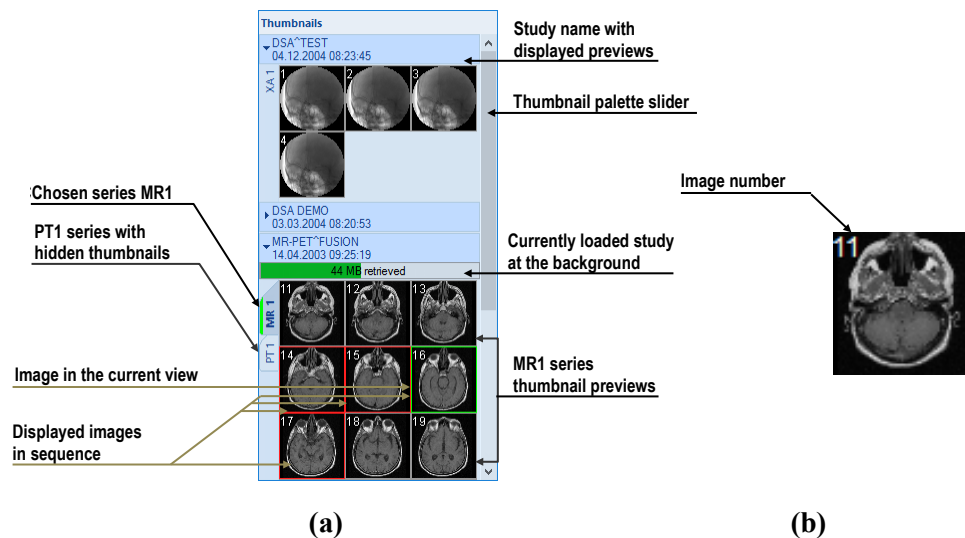 Thumbnails
DSA^TEST
04.12.2004 08:23:45
XA 1
1
2
3
4
DSA DEMO
03.03.2004 08:20:53
MR-PET^FUSION
14.04.2003 09:25:19
44 MB retrieved
MR 1
PT 1
11
12
13
14
15
16
17
18
19
Study name with
displayed previews
Thumbnail palette slider
Chosen series MR1
PT1 series with
hidden thumbnails
Currently loaded study
at the background
Image in the current view
MR1 series
thumbnail previews
Displayed images
in sequence
Image number
11
(a)
(b)